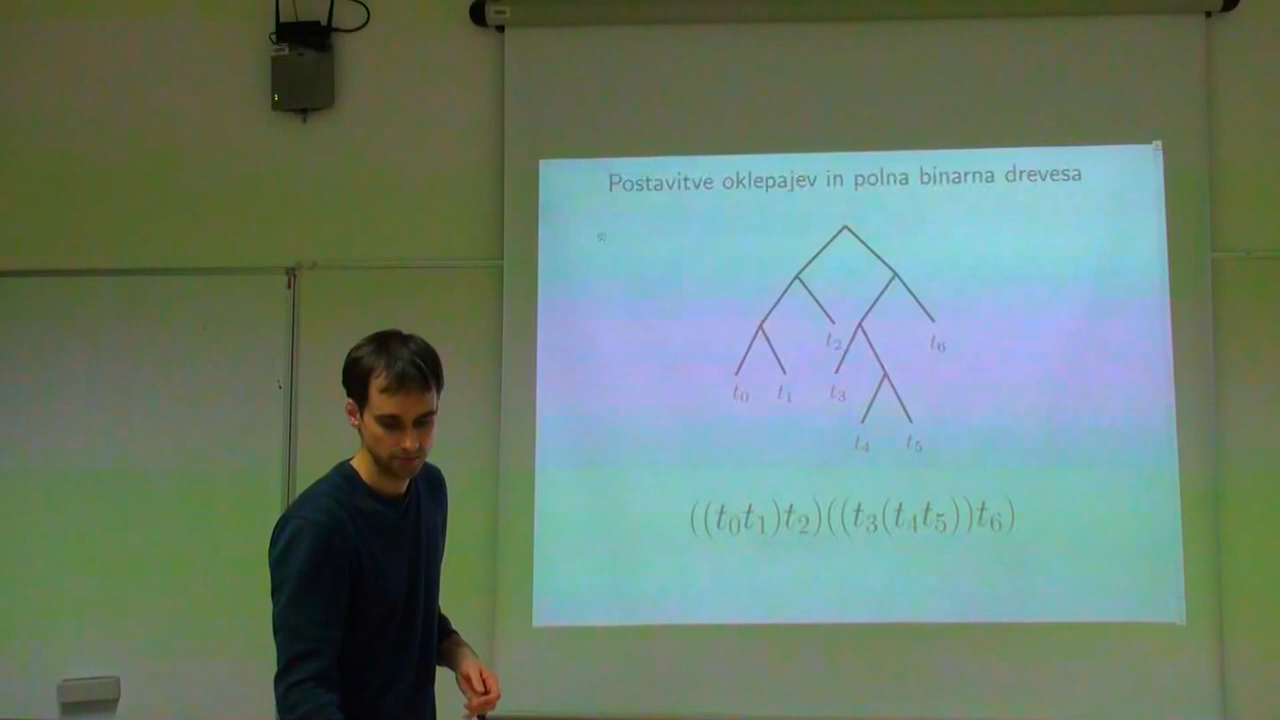 Postavitve oklepajev in polna binarna drevesa
t₂ t₆
t₀ t₁ t₃
t₄ t₅
((t₀t₁)t₂)((t₃(t₄t₅))t₆)